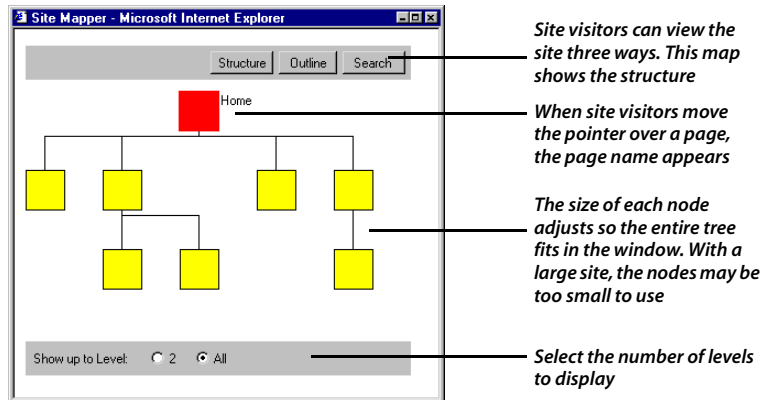 Site Mapper - Microsoft Internet Explorer
Structure
Outline
Search
Home
Show up to Level:
2
All
Site visitors can view the
site three ways. This map
shows the structure
When site visitors move
the pointer over a page,
the page name appears
The size of each node
adjusts so the entire tree
fits in the window. With a
large site, the nodes may be
too small to use
Select the number of levels
to display